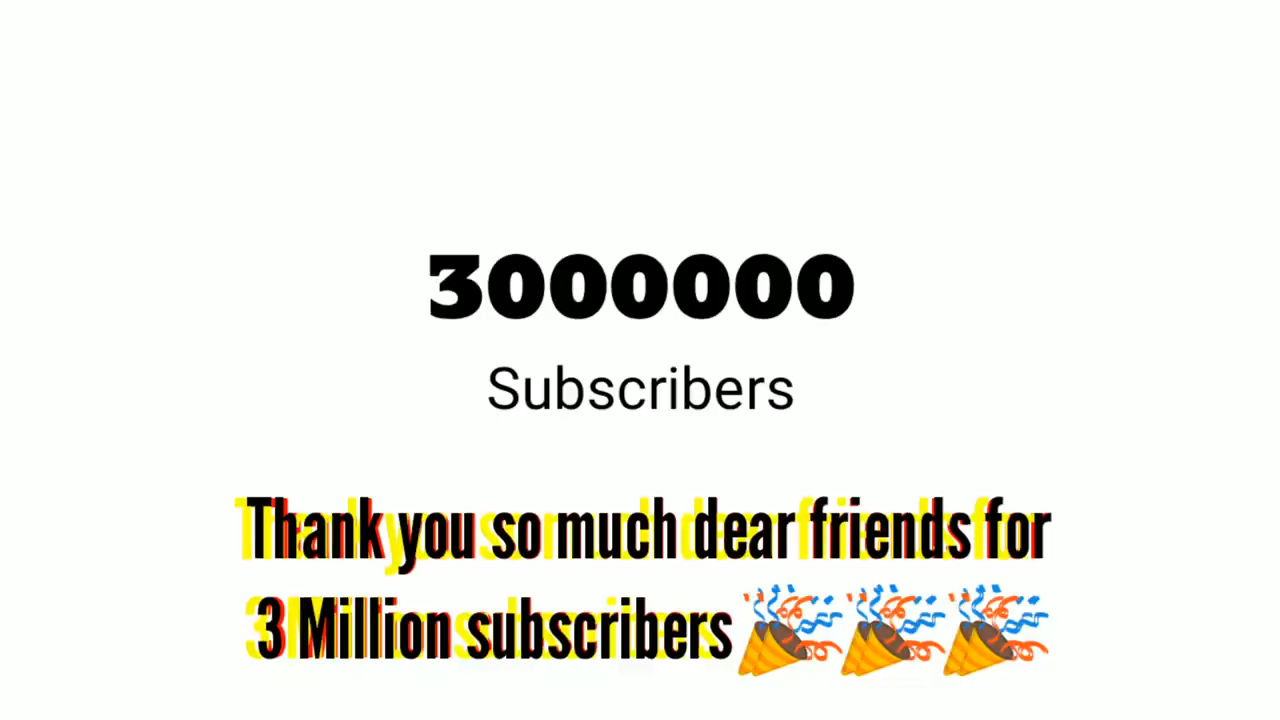 3000000
Subscribers
Thank you so much dear friends for
3 Million subscribers 🎉🎉🎉